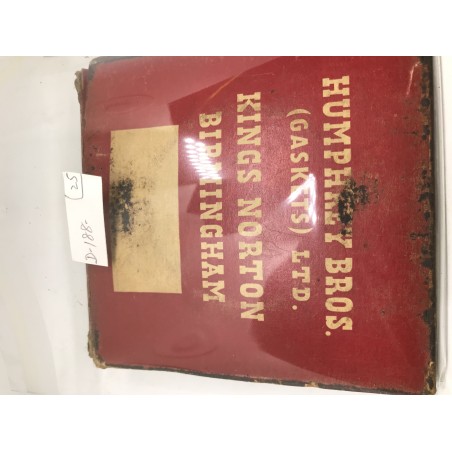 HUMPHREY BROS.
(GASKETS) LTD.
KINGS NORTON
BIRMINGHAM
25
D-188-